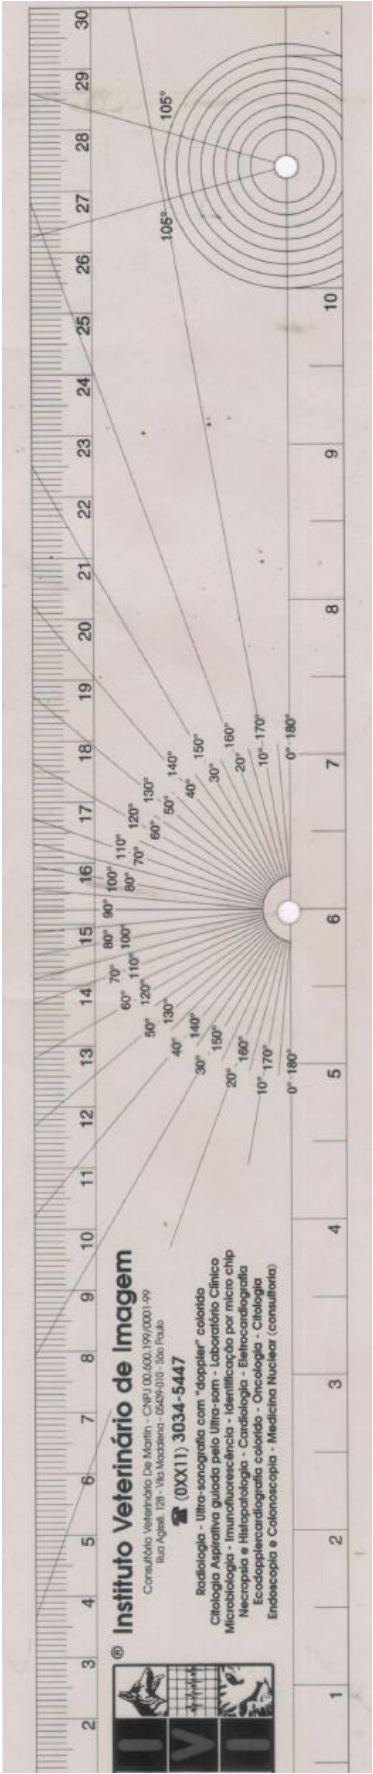 ® Instituto Veterinário de Imagem
Consultório Veterinário De Martin - CNPJ 00.600.199/0001-99
Rua Agissê, 128 - Vila Madalena - 05439-010 - São Paulo
☎ (0XX11) 3034-5447
Radiologia - Ultra-sonografia com "doppler" colorido
Citologia Aspirativa guiada pelo Ultra-som - Laboratório Clínico
Microbiologia - Imunofluorescência - Identificação por micro chip
Necropsia e Histopatologia - Cardiologia - Eletrocardiografia
Ecodopplercardiografia colorido - Oncologia - Citologia
Endoscopia e Colonoscopia - Medicina Nuclear (consultoria)
I V I
2 3 4 5 6 7 8 9 10 11 12 13 14 15 16 17 18 19 20 21 22 23 24 25 26 27 28 29 30
105°
105°
90°
80° 100° 100° 80°
70° 110° 110° 70°
60° 120° 120° 60°
50° 130° 130° 50°
40° 140° 140° 40°
30° 150° 150° 30°
20° 160° 160° 20°
10° 170° 10° 170°
0° 180° 0° 180°
1 2 3 4 5 6 7 8 9 10